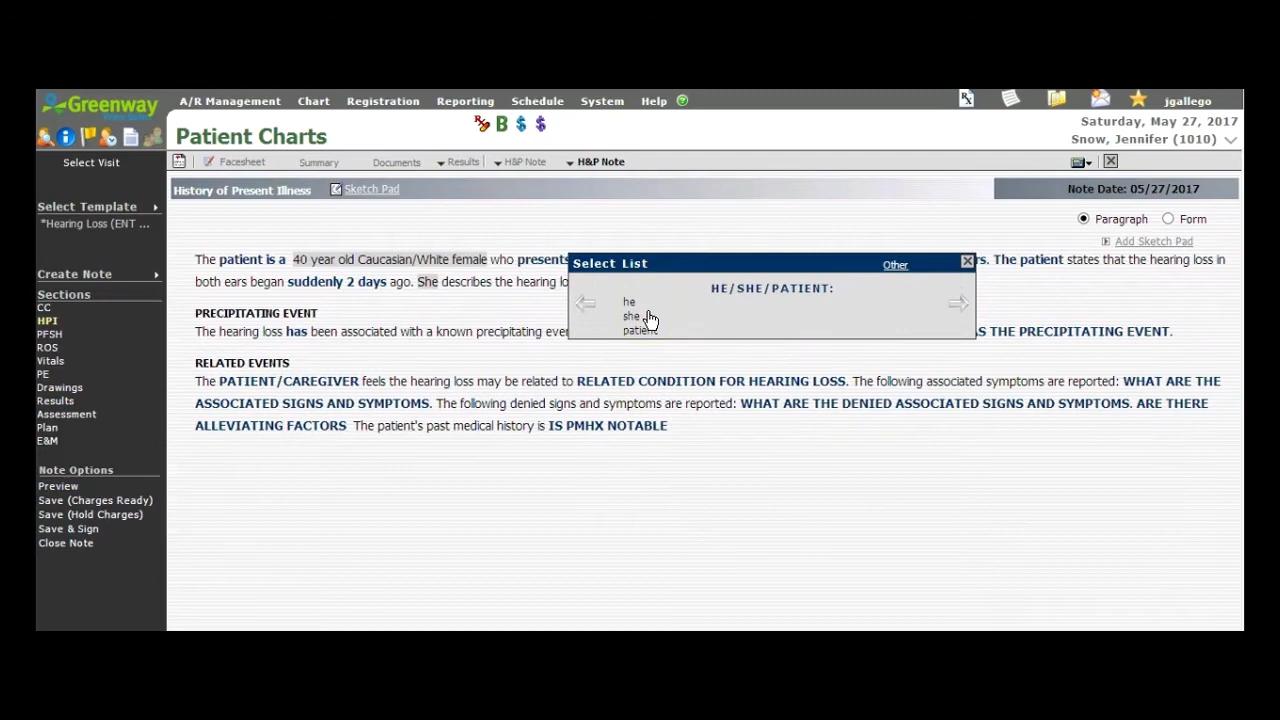 Greenway
A/R Management Chart Registration Reporting Schedule System Help jgallego
Patient Charts
Saturday, May 27, 2017
Snow, Jennifer (1010)
Select Visit
Facesheet Summary Documents Results H&P Note H&P Note
History of Present Illness Sketch Pad Note Date: 05/27/2017
Select Template
*Hearing Loss (ENT ...
Create Note
Sections
CC
HPI
PFSH
ROS
Vitals
PE
Drawings
Results
Assessment
Plan
E&M
Note Options
Preview
Save (Charges Ready)
Save (Hold Charges)
Save & Sign
Close Note
Paragraph Form
Add Sketch Pad
The patient is a 40 year old Caucasian/White female who presents The patient states that the hearing loss in
both ears began suddenly 2 days ago. She describes the hearing
PRECIPITATING EVENT
The hearing loss has been associated with a known precipitating THE PRECIPITATING EVENT.
RELATED EVENTS
The PATIENT/CAREGIVER feels the hearing loss may be related to RELATED CONDITION FOR HEARING LOSS. The following associated symptoms are reported: WHAT ARE THE
ASSOCIATED SIGNS AND SYMPTOMS. The following denied signs and symptoms are reported: WHAT ARE THE DENIED ASSOCIATED SIGNS AND SYMPTOMS. ARE THERE
ALLEVIATING FACTORS The patient's past medical history is IS PMHX NOTABLE
Select List Other
HE/SHE/PATIENT:
he
she
patient